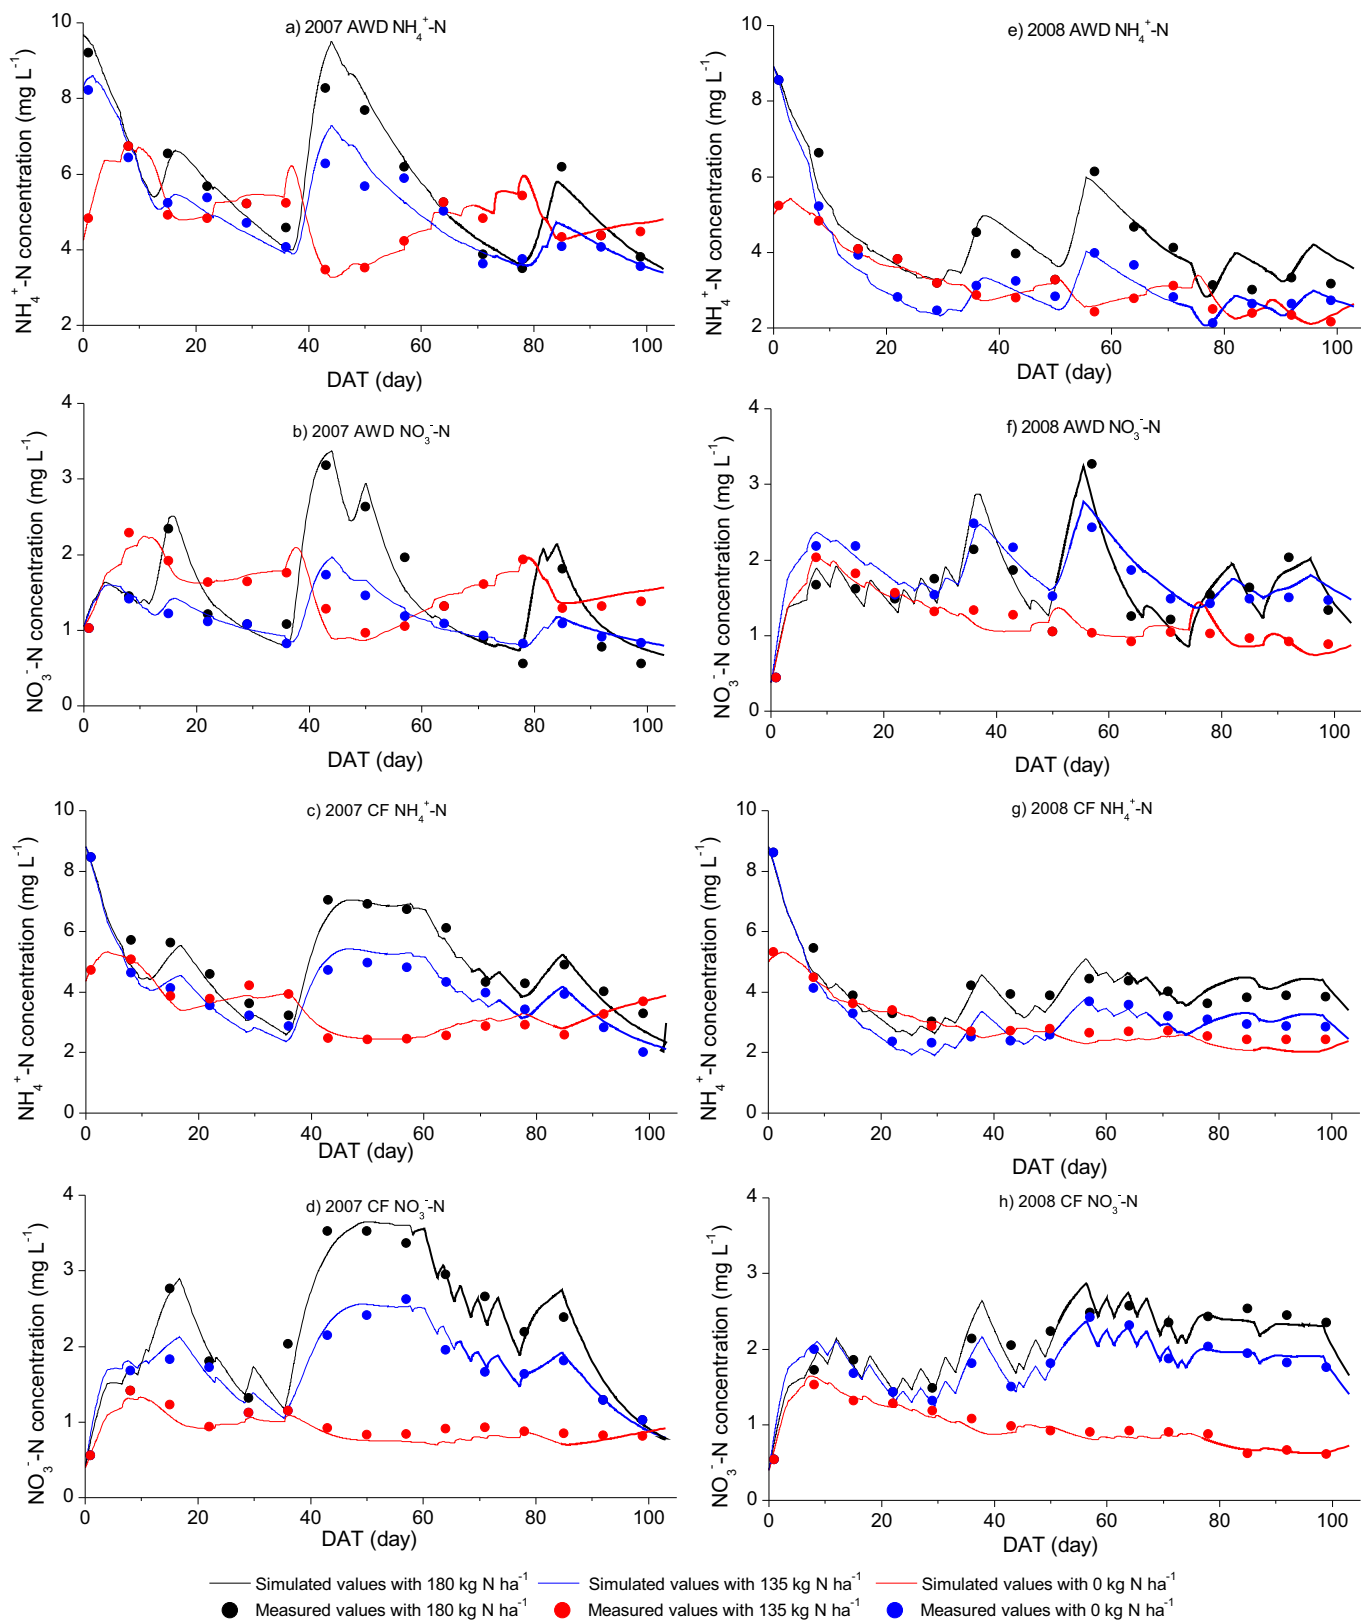 a) 2007 AWD NH₄⁺-N
NH₄⁺-N concentration (mg L⁻¹)
10
8
6
4
2
0 20 40 60 80 100
DAT (day)
e) 2008 AWD NH₄⁺-N
NH₄⁺-N concentration (mg L⁻¹)
10
8
6
4
2
0 20 40 60 80 100
DAT (day)
b) 2007 AWD NO₃⁻-N
NO₃⁻-N concentration (mg L⁻¹)
4
3
2
1
0
0 20 40 60 80 100
DAT (day)
f) 2008 AWD NO₃⁻-N
NO₃⁻-N concentration (mg L⁻¹)
4
3
2
1
0
0 20 40 60 80 100
DAT (day)
c) 2007 CF NH₄⁺-N
NH₄⁺-N concentration (mg L⁻¹)
10
8
6
4
2
0
0 20 40 60 80 100
DAT (day)
g) 2008 CF NH₄⁺-N
NH₄⁺-N concentration (mg L⁻¹)
10
8
6
4
2
0
0 20 40 60 80 100
DAT (day)
d) 2007 CF NO₃⁻-N
NO₃⁻-N concentration (mg L⁻¹)
4
3
2
1
0
0 20 40 60 80 100
DAT (day)
h) 2008 CF NO₃⁻-N
NO₃⁻-N concentration (mg L⁻¹)
4
3
2
1
0
0 20 40 60 80 100
DAT (day)
Simulated values with 180 kg N ha⁻¹ Simulated values with 135 kg N ha⁻¹ Simulated values with 0 kg N ha⁻¹
Measured values with 180 kg N ha⁻¹ Measured values with 135 kg N ha⁻¹ Measured values with 0 kg N ha⁻¹